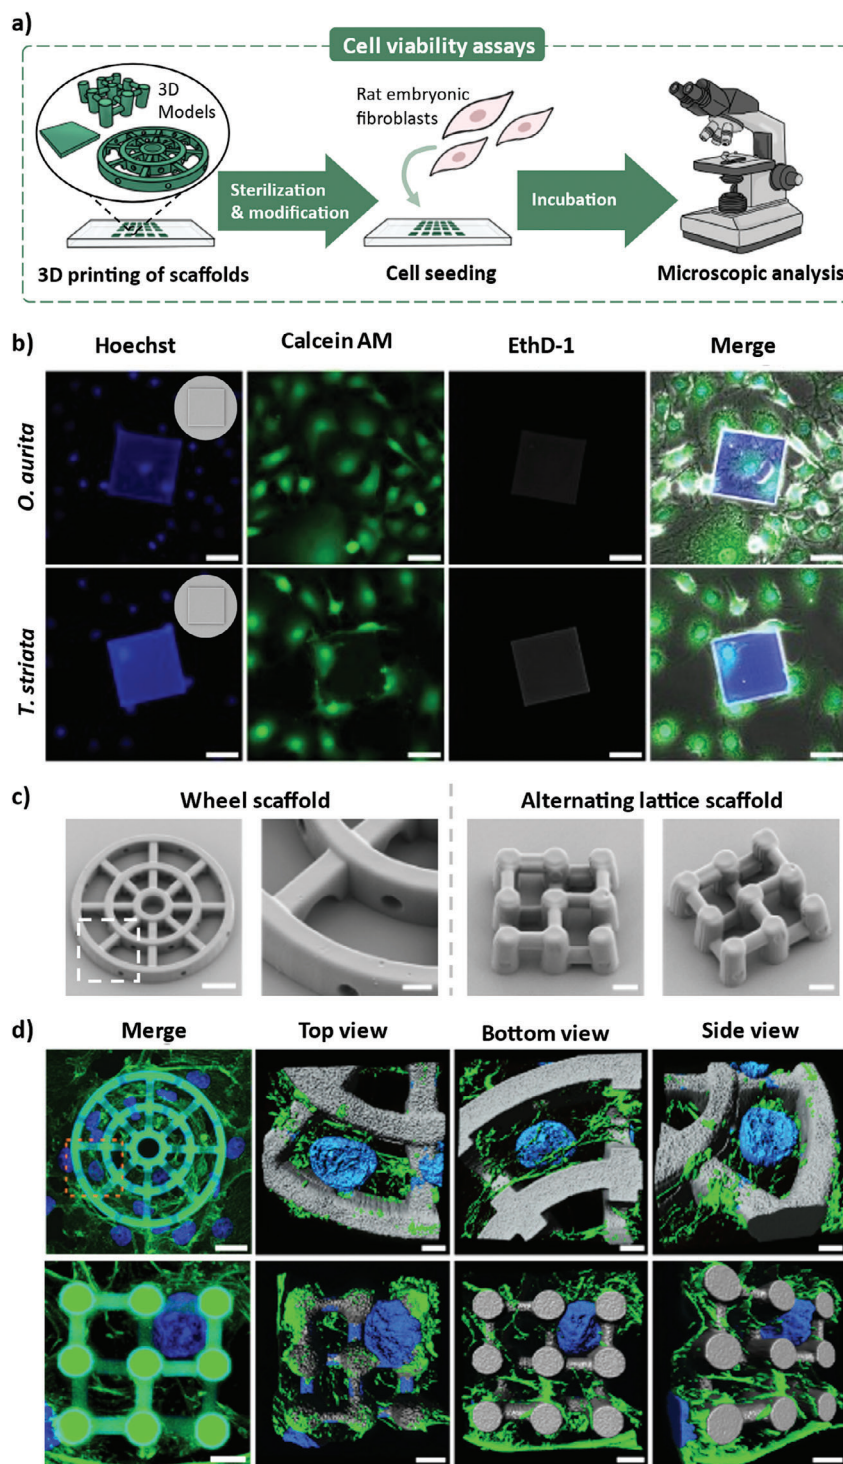 a)
Cell viability assays
3D
Models
Rat embryonic
fibroblasts
Sterilization
& modification
Incubation
3D printing of scaffolds
Cell seeding
Microscopic analysis
b)
Hoechst
Calcein AM
EthD-1
Merge
O. aurita
T. striata
c)
Wheel scaffold
Alternating lattice scaffold
d)
Merge
Top view
Bottom view
Side view